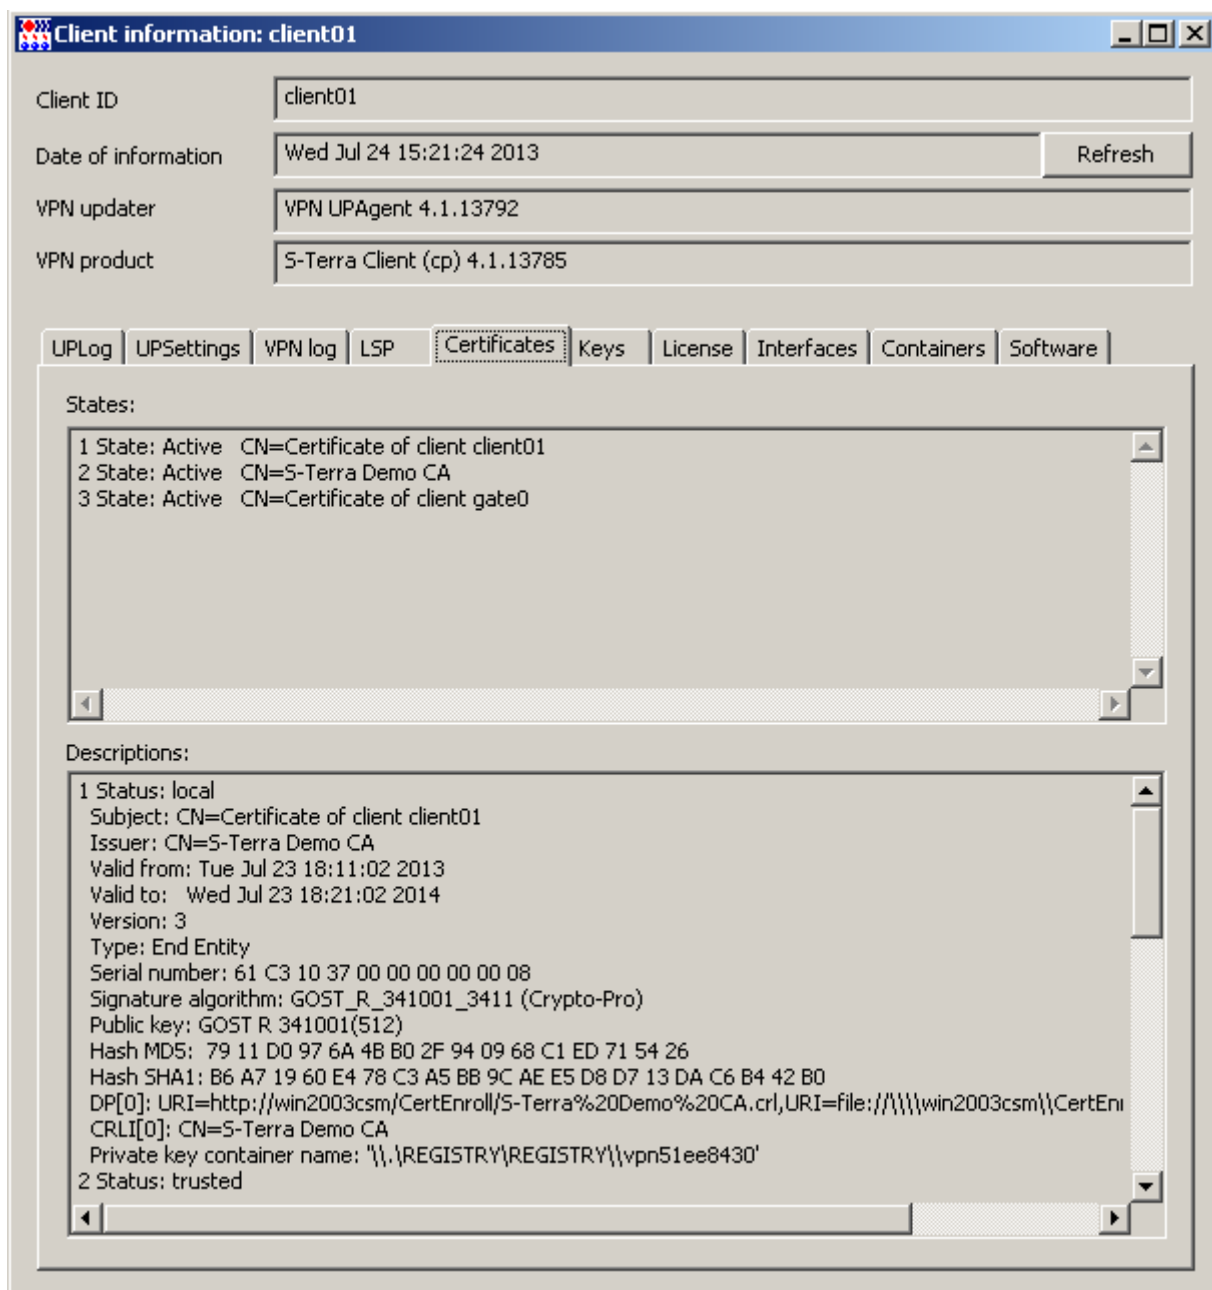 Client information: client01
Client ID client01
Date of information Wed Jul 24 15:21:24 2013 Refresh
VPN updater VPN UPAgent 4.1.13792
VPN product S-Terra Client (cp) 4.1.13785
UPLog UPSettings VPN log LSP Certificates Keys License Interfaces Containers Software
States:
1 State: Active CN=Certificate of client client01
2 State: Active CN=S-Terra Demo CA
3 State: Active CN=Certificate of client gate0
Descriptions:
1 Status: local
Subject: CN=Certificate of client client01
Issuer: CN=S-Terra Demo CA
Valid from: Tue Jul 23 18:11:02 2013
Valid to: Wed Jul 23 18:21:02 2014
Version: 3
Type: End Entity
Serial number: 61 C3 10 37 00 00 00 00 00 08
Signature algorithm: GOST_R_341001_3411 (Crypto-Pro)
Public key: GOST R 341001(512)
Hash MD5: 79 11 D0 97 6A 4B B0 2F 94 09 68 C1 ED 71 54 26
Hash SHA1: B6 A7 19 60 E4 78 C3 A5 BB 9C AE E5 D8 D7 13 DA C6 B4 42 B0
DP[0]: URI=http://win2003csm/CertEnroll/S-Terra%20Demo%20CA.crl,URI=file://\\\\win2003csm\\CertEn
CRLI[0]: CN=S-Terra Demo CA
Private key container name: '\\.\REGISTRY\REGISTRY\\vpn51ee8430'
2 Status: trusted